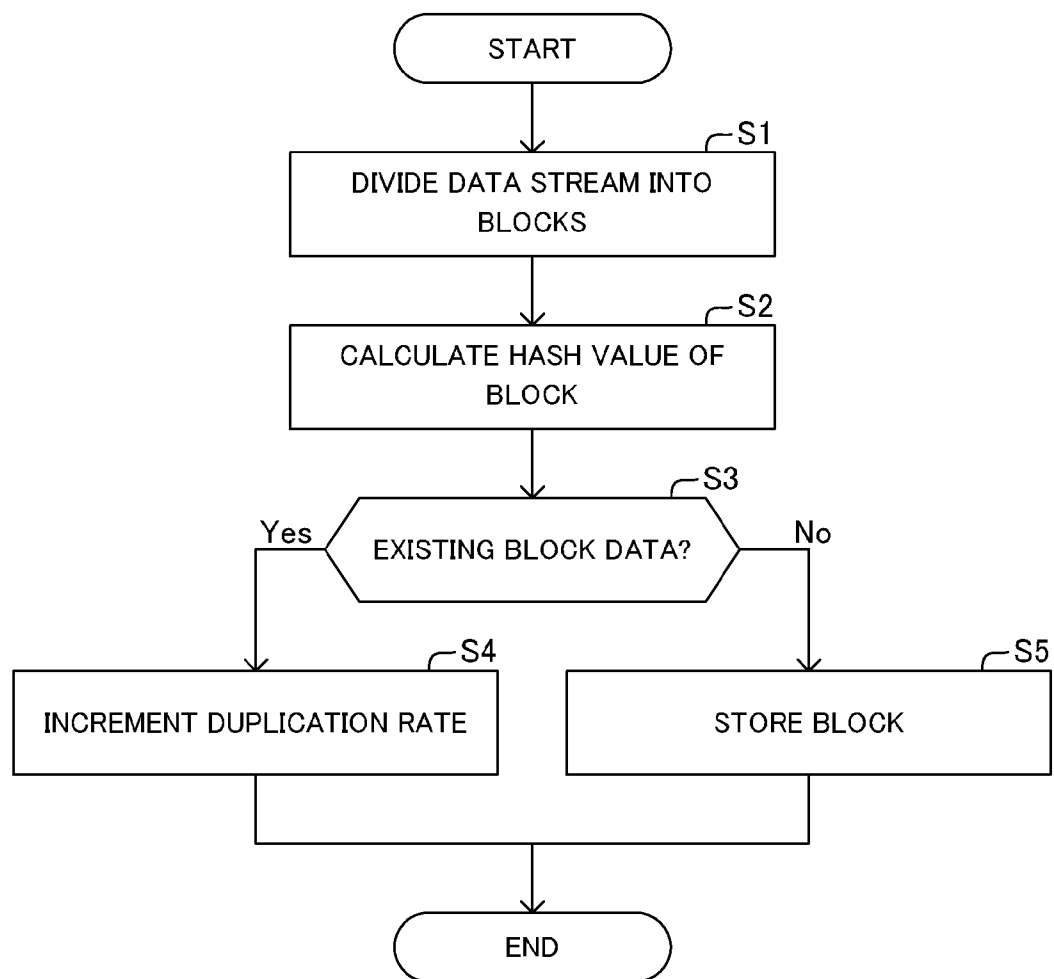 START
S1
DIVIDE DATA STREAM INTO
BLOCKS
S2
CALCULATE HASH VALUE OF
BLOCK
S3
Yes
EXISTING BLOCK DATA?
No
S4
INCREMENT DUPLICATION RATE
S5
STORE BLOCK
END